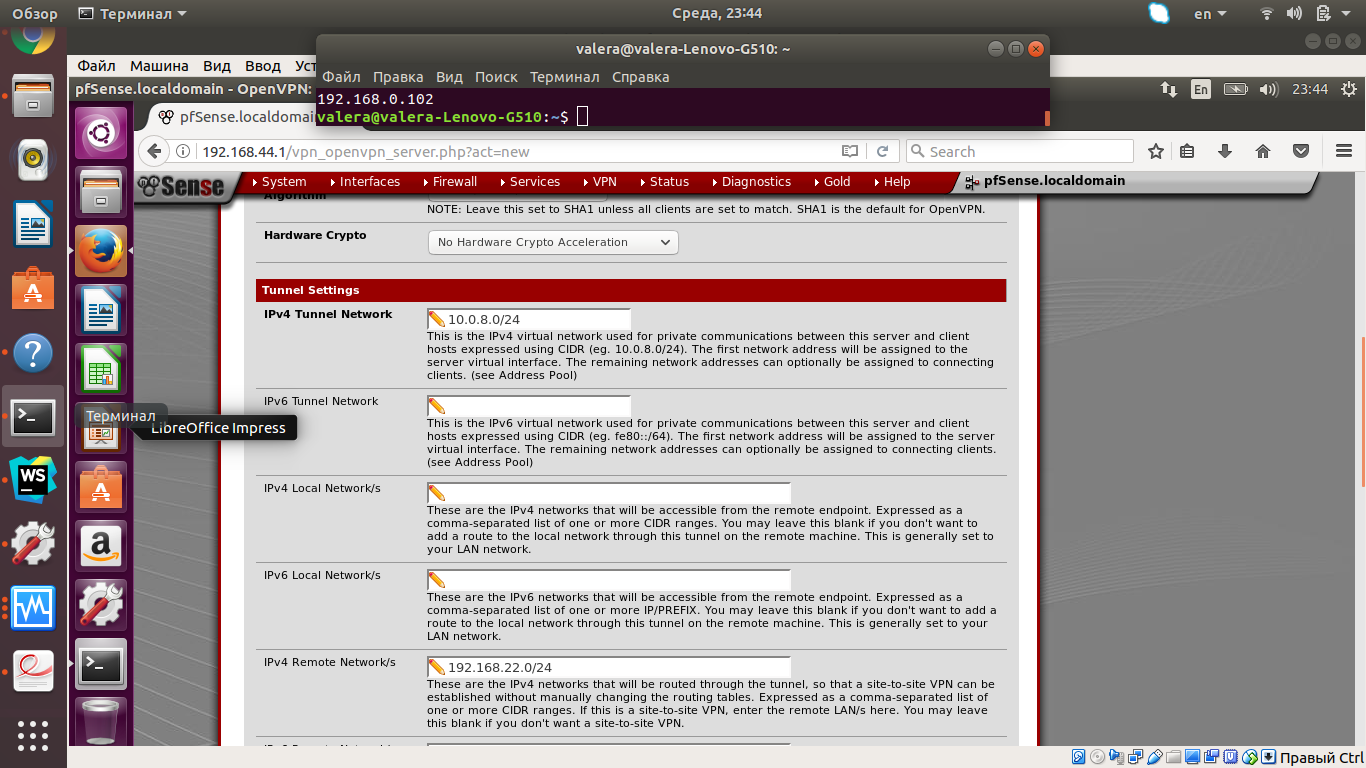 Обзор
Терминал
Среда, 23:44
en
valera@valera-Lenovo-G510: ~
Файл Правка Вид Поиск Терминал Справка
192.168.0.102
valera@valera-Lenovo-G510:~$
Файл Машина Вид Ввод Уст
pfSense.localdomain - OpenVPN:
En
23:44
pfSense.localdomai
192.168.44.1/vpn_openvpn_server.php?act=new
Search
Sense
System Interfaces Firewall Services VPN Status Diagnostics Gold Help
pfSense.localdomain
Algorithm
NOTE: Leave this set to SHA1 unless all clients are set to match. SHA1 is the default for OpenVPN.
Hardware Crypto
No Hardware Crypto Acceleration
Tunnel Settings
IPv4 Tunnel Network
10.0.8.0/24
This is the IPv4 virtual network used for private communications between this server and client
hosts expressed using CIDR (eg. 10.0.8.0/24). The first network address will be assigned to the
server virtual interface. The remaining network addresses can optionally be assigned to connecting
clients. (see Address Pool)
IPv6 Tunnel Network
This is the IPv6 virtual network used for private communications between this server and client
hosts expressed using CIDR (eg. fe80::/64). The first network address will be assigned to the server
virtual interface. The remaining network addresses can optionally be assigned to connecting clients.
(see Address Pool)
IPv4 Local Network/s
These are the IPv4 networks that will be accessible from the remote endpoint. Expressed as a
comma-separated list of one or more CIDR ranges. You may leave this blank if you don't want to
add a route to the local network through this tunnel on the remote machine. This is generally set to
your LAN network.
IPv6 Local Network/s
These are the IPv6 networks that will be accessible from the remote endpoint. Expressed as a
comma-separated list of one or more IP/PREFIX. You may leave this blank if you don't want to add a
route to the local network through this tunnel on the remote machine. This is generally set to your
LAN network.
IPv4 Remote Network/s
192.168.22.0/24
These are the IPv4 networks that will be routed through the tunnel, so that a site-to-site VPN can be
established without manually changing the routing tables. Expressed as a comma-separated list of
one or more CIDR ranges. If this is a site-to-site VPN, enter the remote LAN/s here. You may leave
this blank if you don't want a site-to-site VPN.
Терминал
LibreOffice Impress
WS
a
Правый Ctrl